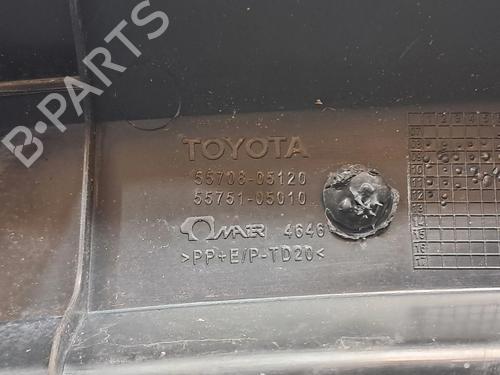 B-PARTS
TOYOTA
55708-05120
55751-05010
MAIER 4646
>PP+E/P-TD20<